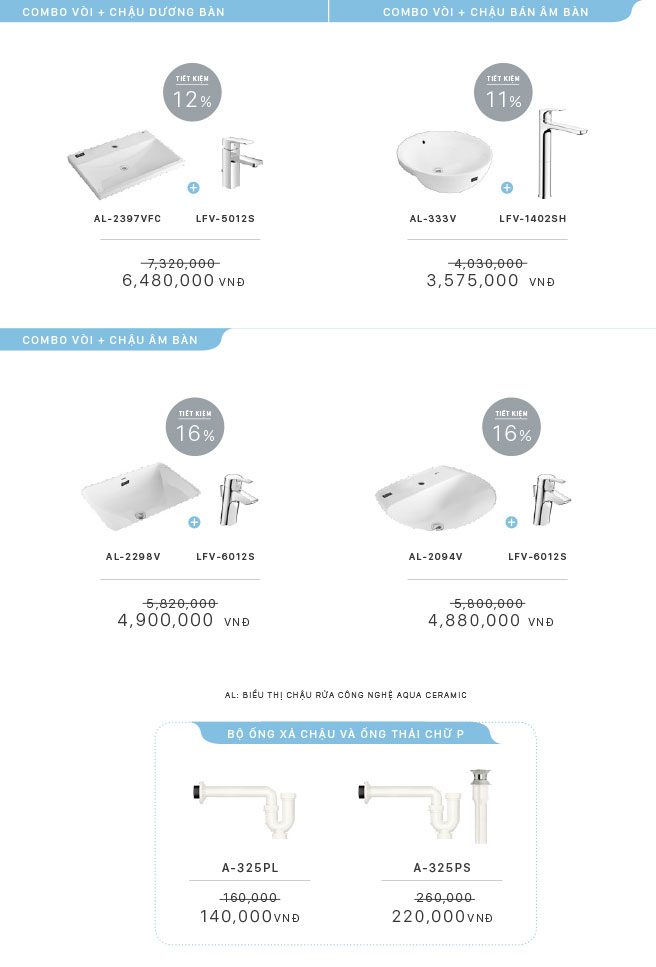 COMBO VÒI + CHẬU DƯƠNG BÀN
COMBO VÒI + CHẬU BÁN ÂM BÀN
TIẾT KIỆM
12%
TIẾT KIỆM
11%
AL-2397VFC
LFV-5012S
AL-333V
LFV-1402SH
7,320,000
6,480,000 VNĐ
4,030,000
3,575,000 VNĐ
COMBO VÒI + CHẬU ÂM BÀN
TIẾT KIỆM
16%
TIẾT KIỆM
16%
AL-2298V
LFV-6012S
AL-2094V
LFV-6012S
5,820,000
4,900,000 VNĐ
5,800,000
4,880,000 VNĐ
AL: BIỂU THỊ CHẬU RỬA CÔNG NGHỆ AQUA CERAMIC
BỘ ỐNG XẢ CHẬU VÀ ỐNG THẢI CHỮ P
A-325PL
A-325PS
160,000
140,000VNĐ
260,000
220,000VNĐ